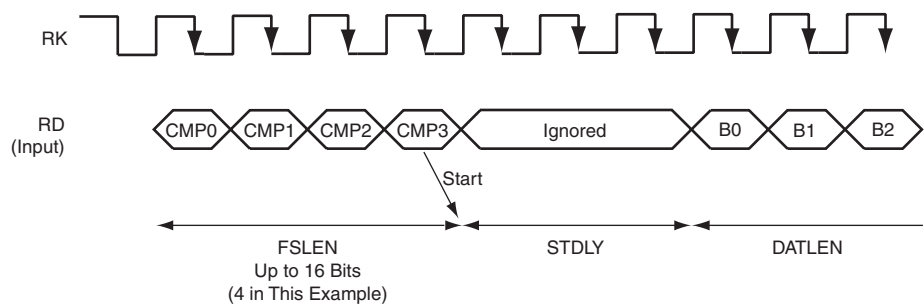 RK
RD
(Input)
CMP0 CMP1 CMP2 CMP3 Ignored B0 B1 B2
Start
FSLEN
Up to 16 Bits
(4 in This Example)
STDLY
DATLEN